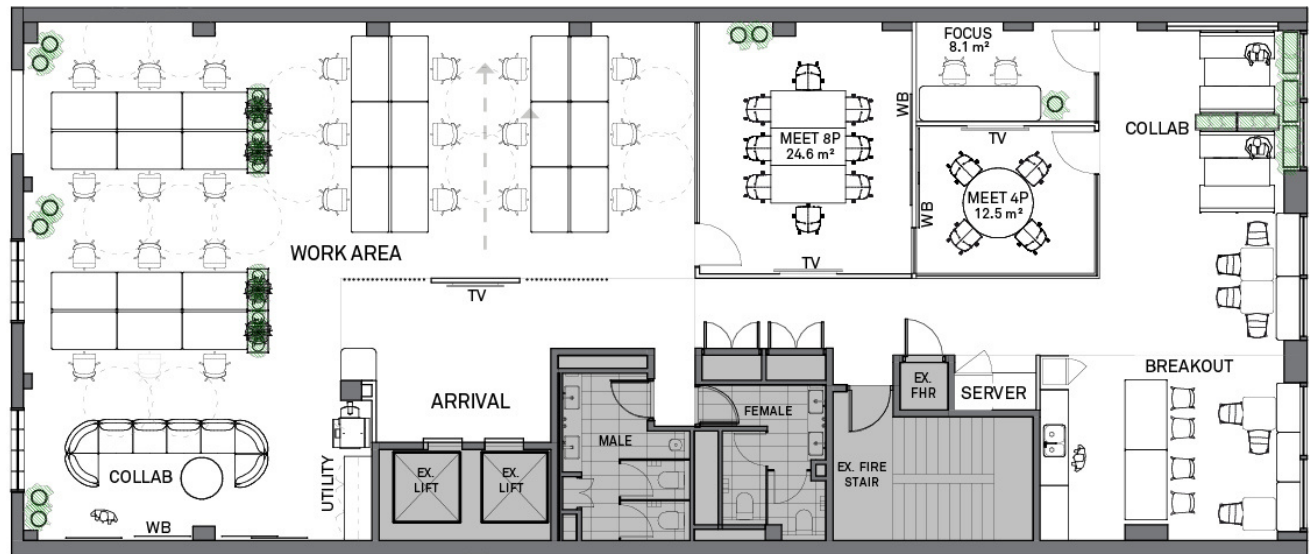 FOCUS
8.1 m²
WB
TV
COLLAB
MEET 8P
24.6 m²
MEET 4P
12.5 m²
WB
WORK AREA
TV
TV
BREAKOUT
EX.
FHR
SERVER
ARRIVAL
FEMALE
MALE
EX.
LIFT
EX.
LIFT
EX. FIRE
STAIR
COLLAB
UTILITY
WB